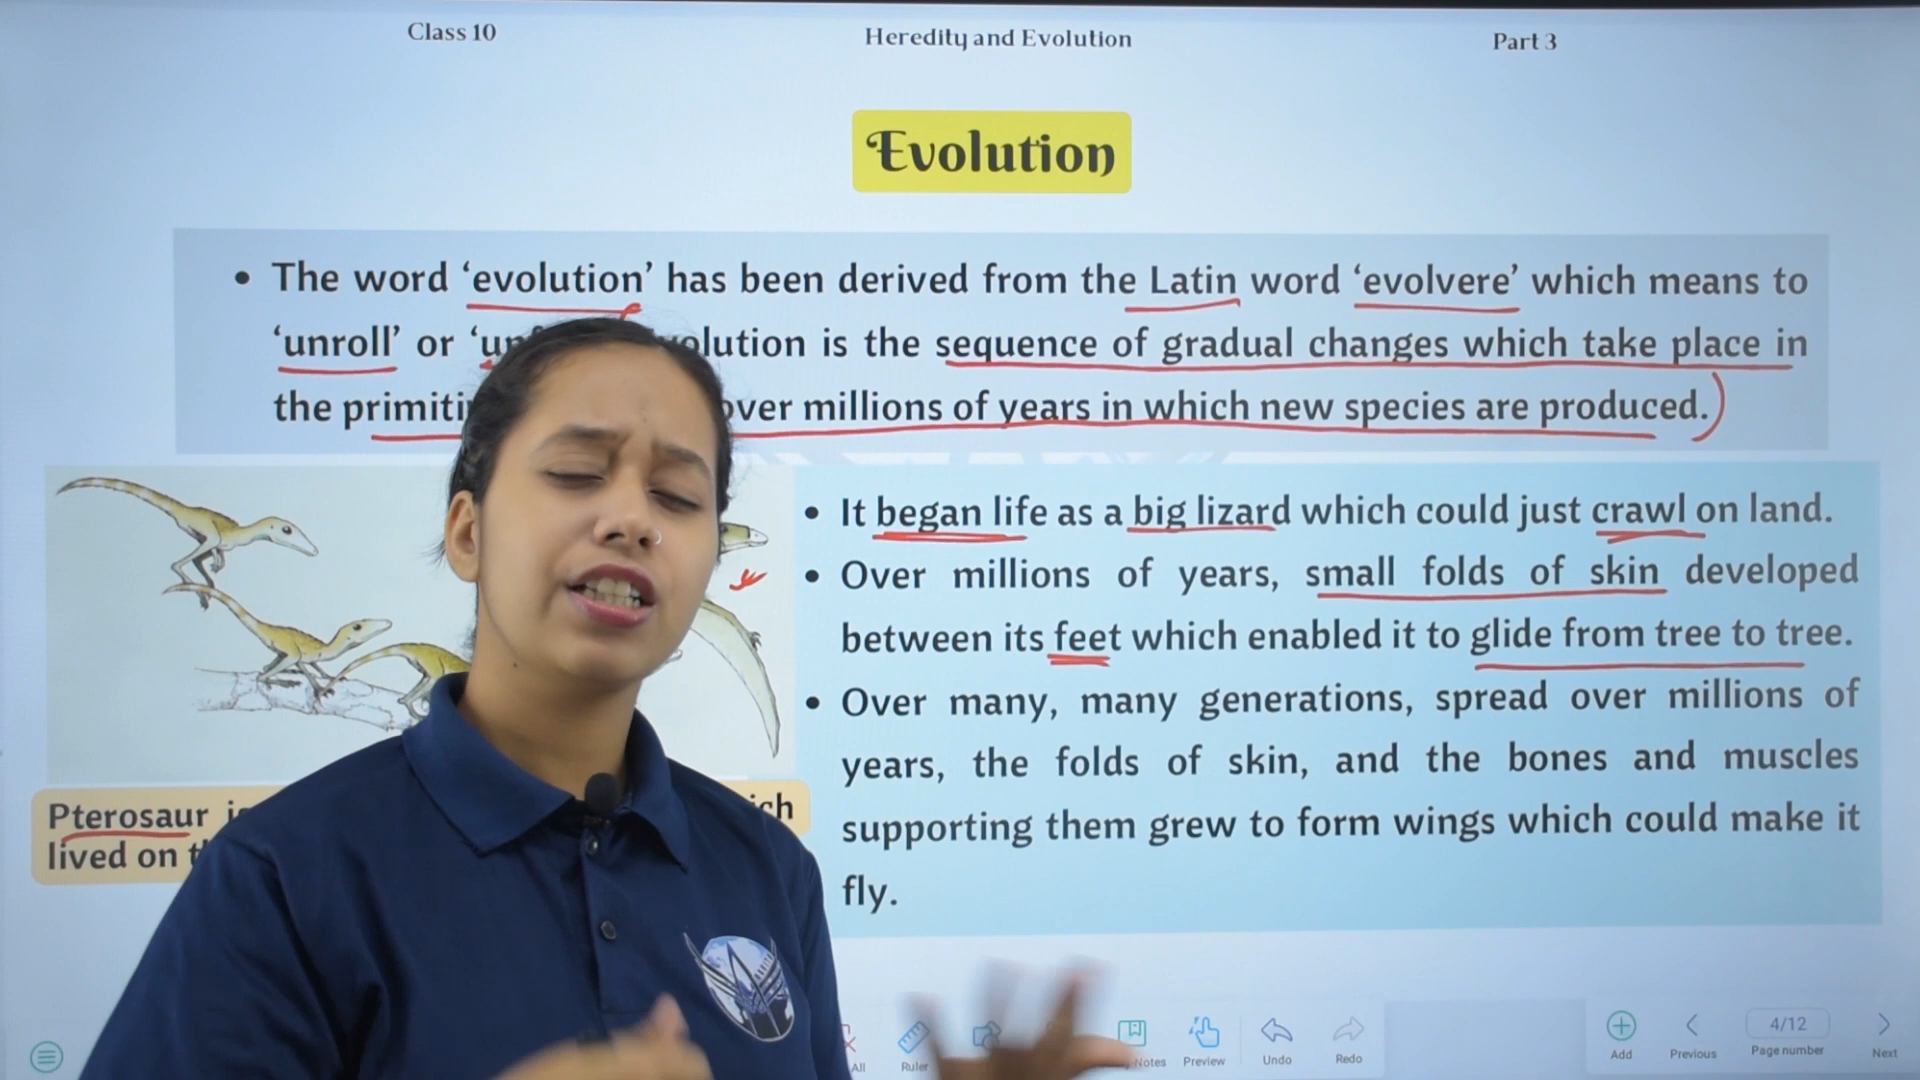 Class 10
Heredity and Evolution
Part 3
Evolution
• The word ‘evolution’ has been derived from the Latin word ‘evolvere’ which means to
‘unroll’ or evolution is the sequence of gradual changes which take place in
the over millions of years in which new species are produced.)
• It began life as a big lizard which could just crawl on land.
• Over millions of years, small folds of skin developed
between its feet which enabled it to glide from tree to tree.
• Over many, many generations, spread over millions of
years, the folds of skin, and the bones and muscles
supporting them grew to form wings which could make it
fly.
Pterosaur
lived on
All
Ruler
Notes
Preview
Undo
Redo
Add
Previous
4/12
Page number
Next